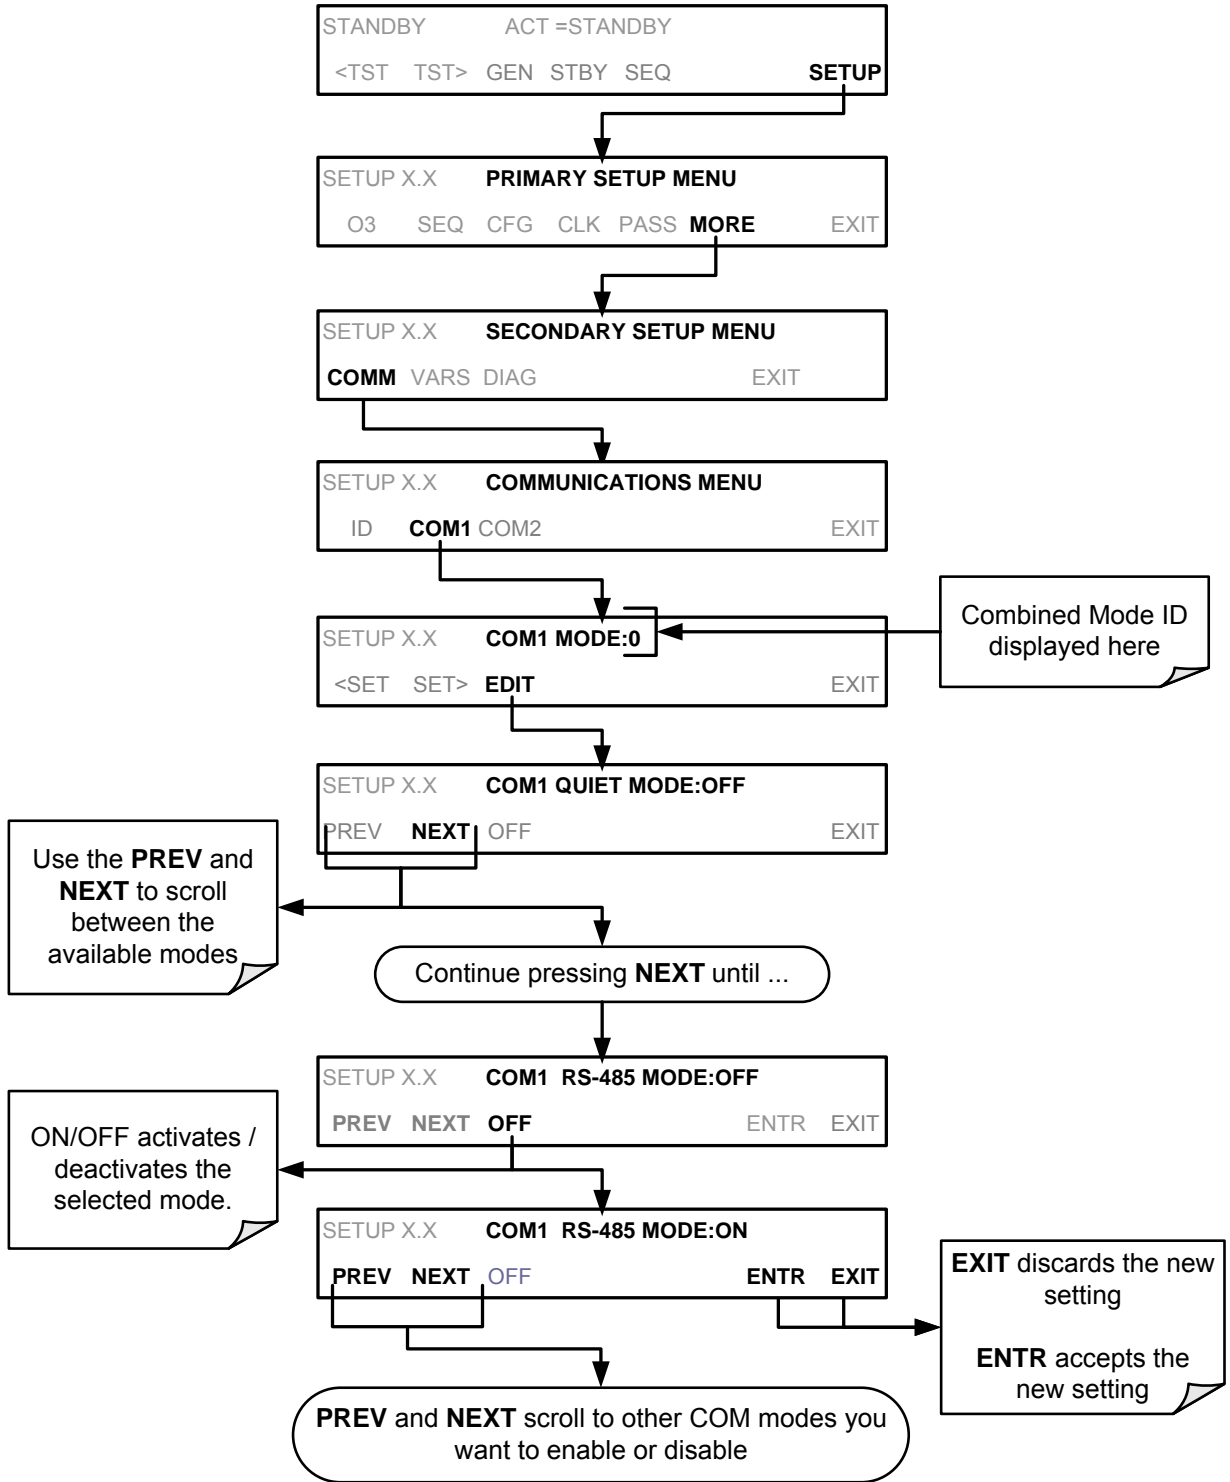 STANDBY ACT =STANDBY
<TST TST> GEN STBY SEQ SETUP
SETUP X.X PRIMARY SETUP MENU
O3 SEQ CFG CLK PASS MORE EXIT
SETUP X.X SECONDARY SETUP MENU
COMM VARS DIAG EXIT
SETUP X.X COMMUNICATIONS MENU
ID COM1 COM2 EXIT
SETUP X.X COM1 MODE:0
<SET SET> EDIT EXIT
Combined Mode ID
displayed here
SETUP X.X COM1 QUIET MODE:OFF
PREV NEXT OFF EXIT
Use the PREV and
NEXT to scroll
between the
available modes
Continue pressing NEXT until ...
SETUP X.X COM1 RS-485 MODE:OFF
PREV NEXT OFF ENTR EXIT
ON/OFF activates /
deactivates the
selected mode.
SETUP X.X COM1 RS-485 MODE:ON
PREV NEXT OFF ENTR EXIT
EXIT discards the new
setting
ENTR accepts the
new setting
PREV and NEXT scroll to other COM modes you
want to enable or disable